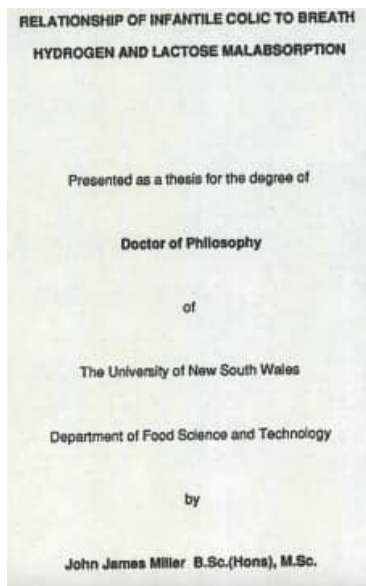 RELATIONSHIP OF INFANTILE COLIC TO BREATH
HYDROGEN AND LACTOSE MALABSORPTION
Presented as a thesis for the degree of
Doctor of Philosophy
of
The University of New South Wales
Department of Food Science and Technology
by
John James Miller B.Sc.(Hons), M.Sc.